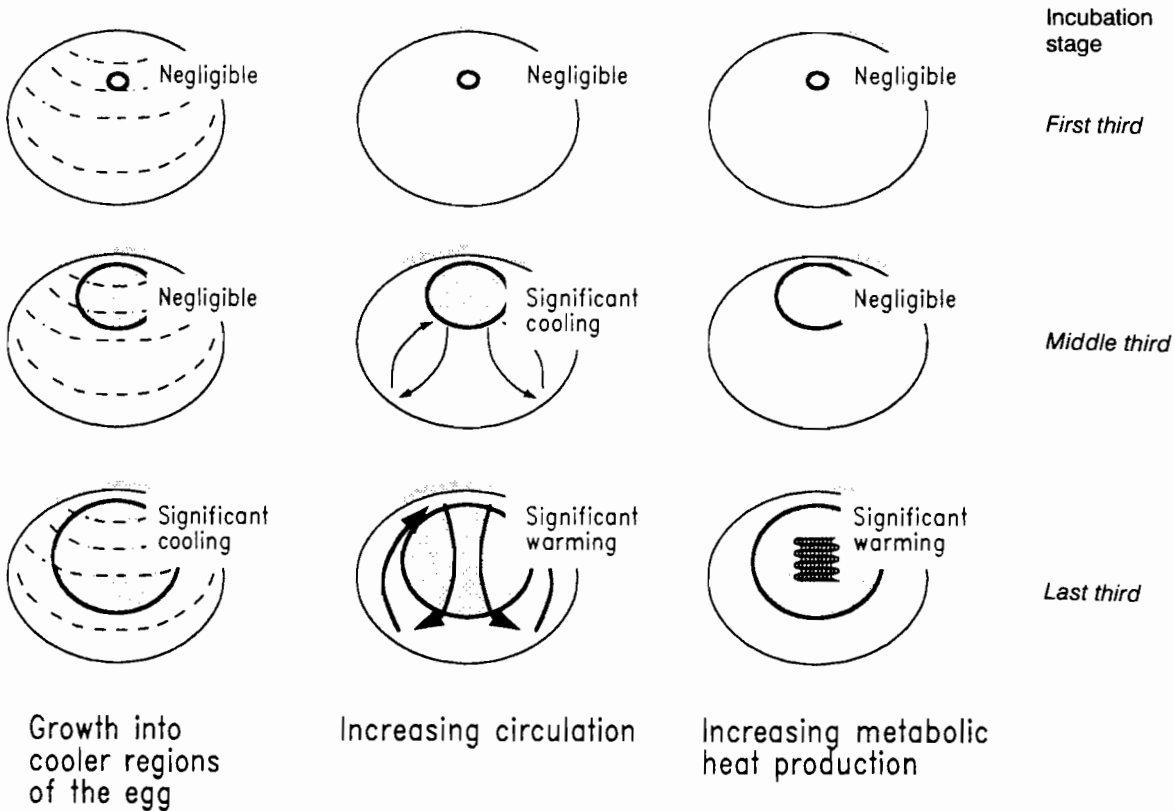 Incubation
stage
Negligible
Negligible
Negligible
First third
Negligible
Significant
cooling
Negligible
Middle third
Significant
cooling
Significant
warming
Significant
warming
Last third
Growth into
cooler regions
of the egg
Increasing circulation
Increasing metabolic
heat production